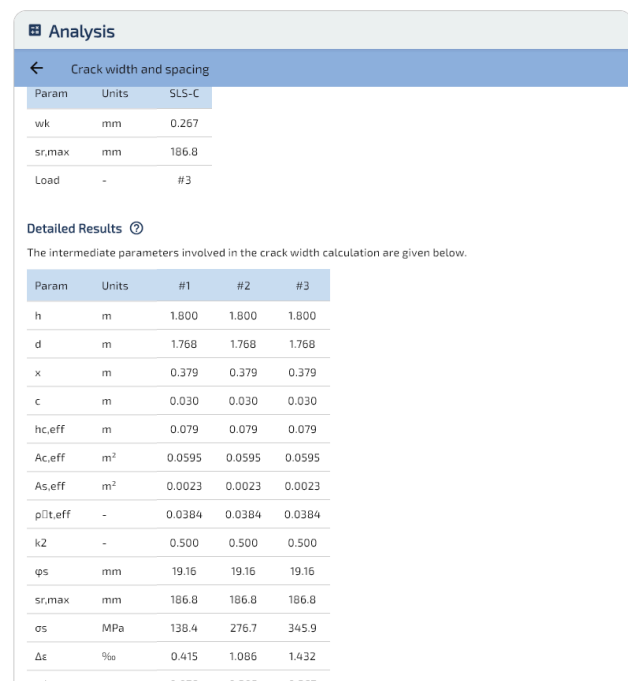 Analysis
Crack width and spacing
Param Units SLS-C
wk mm 0.267
sr,max mm 186.8
Load - #3
Detailed Results ?
The intermediate parameters involved in the crack width calculation are given below.
Param Units #1 #2 #3
h m 1.800 1.800 1.800
d m 1.768 1.768 1.768
x m 0.379 0.379 0.379
c m 0.030 0.030 0.030
hc,eff m 0.079 0.079 0.079
Ac,eff m² 0.0595 0.0595 0.0595
As,eff m² 0.0023 0.0023 0.0023
ρ▯t,eff - 0.0384 0.0384 0.0384
k2 - 0.500 0.500 0.500
φs mm 19.16 19.16 19.16
sr,max mm 186.8 186.8 186.8
σs MPa 138.4 276.7 345.9
Δε ‰ 0.415 1.086 1.432